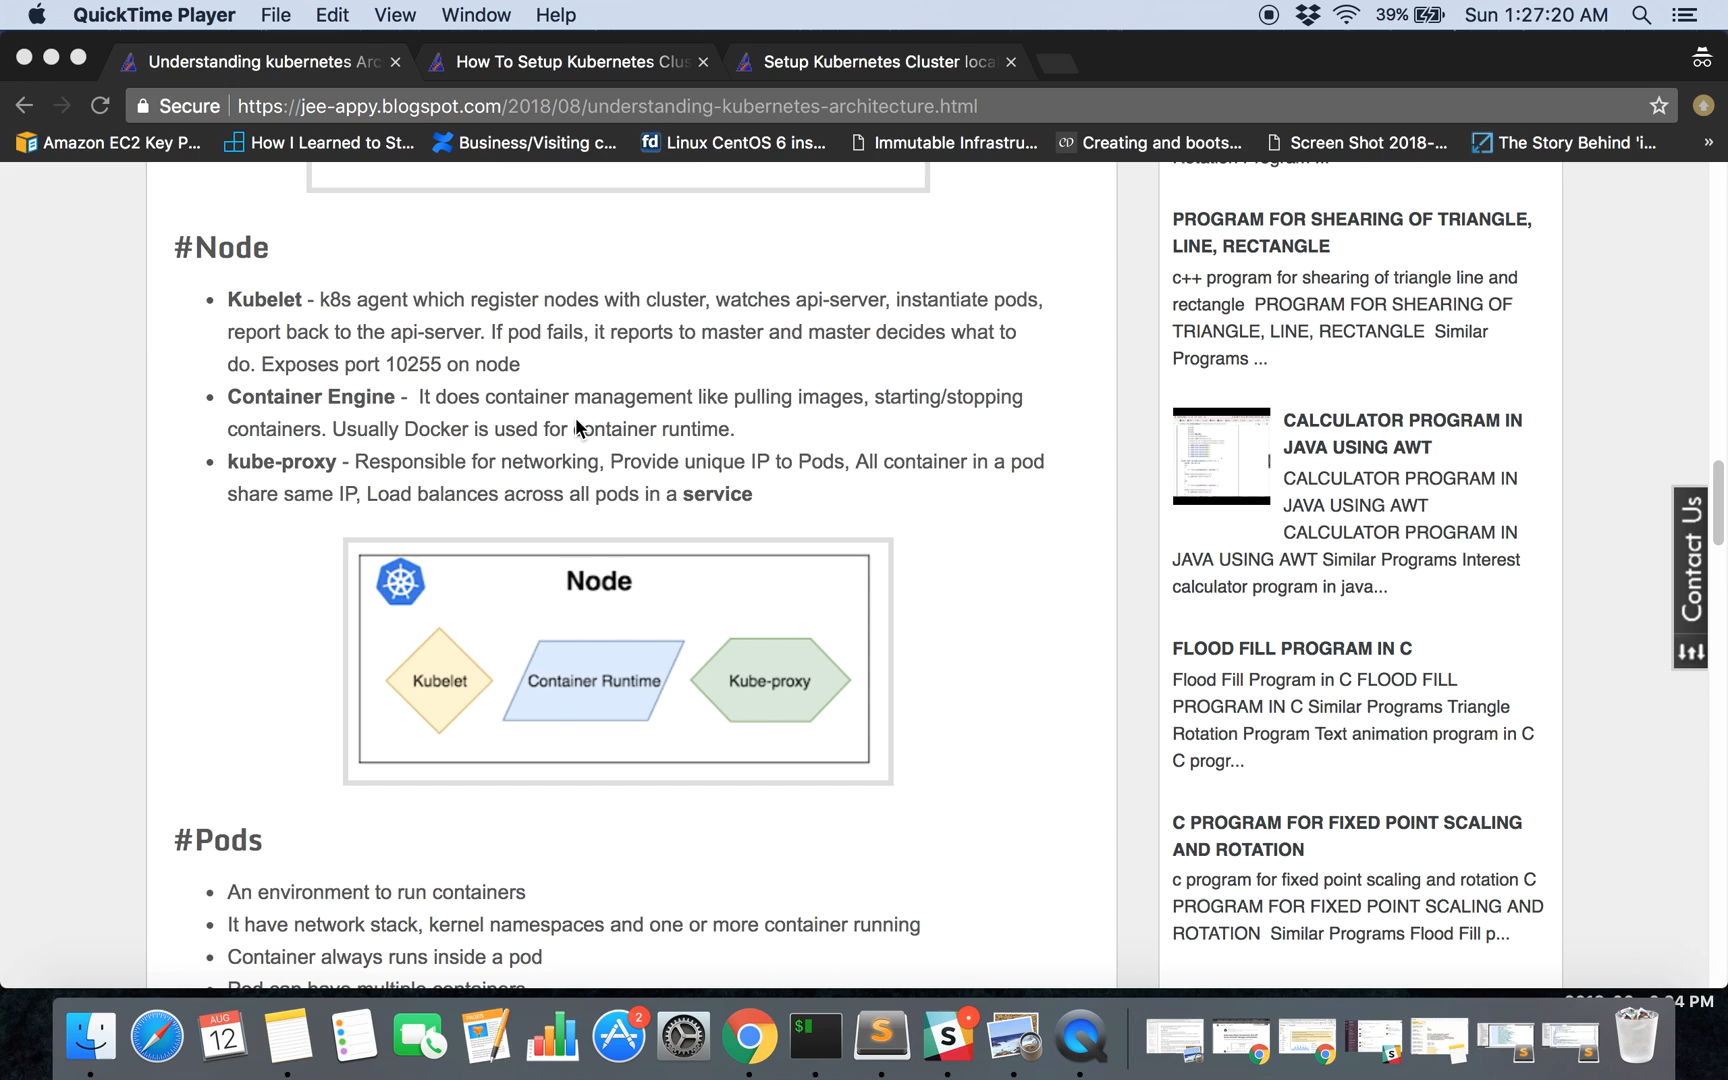 QuickTime Player File Edit View Window Help 39% Sun 1:27:20 AM
Understanding kubernetes Arc × How To Setup Kubernetes Clus × Setup Kubernetes Cluster loca ×
Secure https://jee-appy.blogspot.com/2018/08/understanding-kubernetes-architecture.html
Amazon EC2 Key P... How I Learned to St... Business/Visiting c... fd Linux CentOS 6 ins... Immutable Infrastru... CD Creating and boots... Screen Shot 2018-... The Story Behind 'i... »
#Node
• Kubelet - k8s agent which register nodes with cluster, watches api-server, instantiate pods,
report back to the api-server. If pod fails, it reports to master and master decides what to
do. Exposes port 10255 on node
• Container Engine - It does container management like pulling images, starting/stopping
containers. Usually Docker is used for container runtime.
• kube-proxy - Responsible for networking, Provide unique IP to Pods, All container in a pod
share same IP, Load balances across all pods in a service
Node
Kubelet Container Runtime Kube-proxy
#Pods
• An environment to run containers
• It have network stack, kernel namespaces and one or more container running
• Container always runs inside a pod
• Pod can have multiple containers
Rotation Program ...
PROGRAM FOR SHEARING OF TRIANGLE,
LINE, RECTANGLE
c++ program for shearing of triangle line and
rectangle PROGRAM FOR SHEARING OF
TRIANGLE, LINE, RECTANGLE Similar
Programs ...
CALCULATOR PROGRAM IN
JAVA USING AWT
CALCULATOR PROGRAM IN
JAVA USING AWT
CALCULATOR PROGRAM IN
JAVA USING AWT Similar Programs Interest
calculator program in java...
FLOOD FILL PROGRAM IN C
Flood Fill Program in C FLOOD FILL
PROGRAM IN C Similar Programs Triangle
Rotation Program Text animation program in C
C progr...
C PROGRAM FOR FIXED POINT SCALING
AND ROTATION
c program for fixed point scaling and rotation C
PROGRAM FOR FIXED POINT SCALING AND
ROTATION Similar Programs Flood Fill p...
Contact Us
PM
AUG
12
2
$